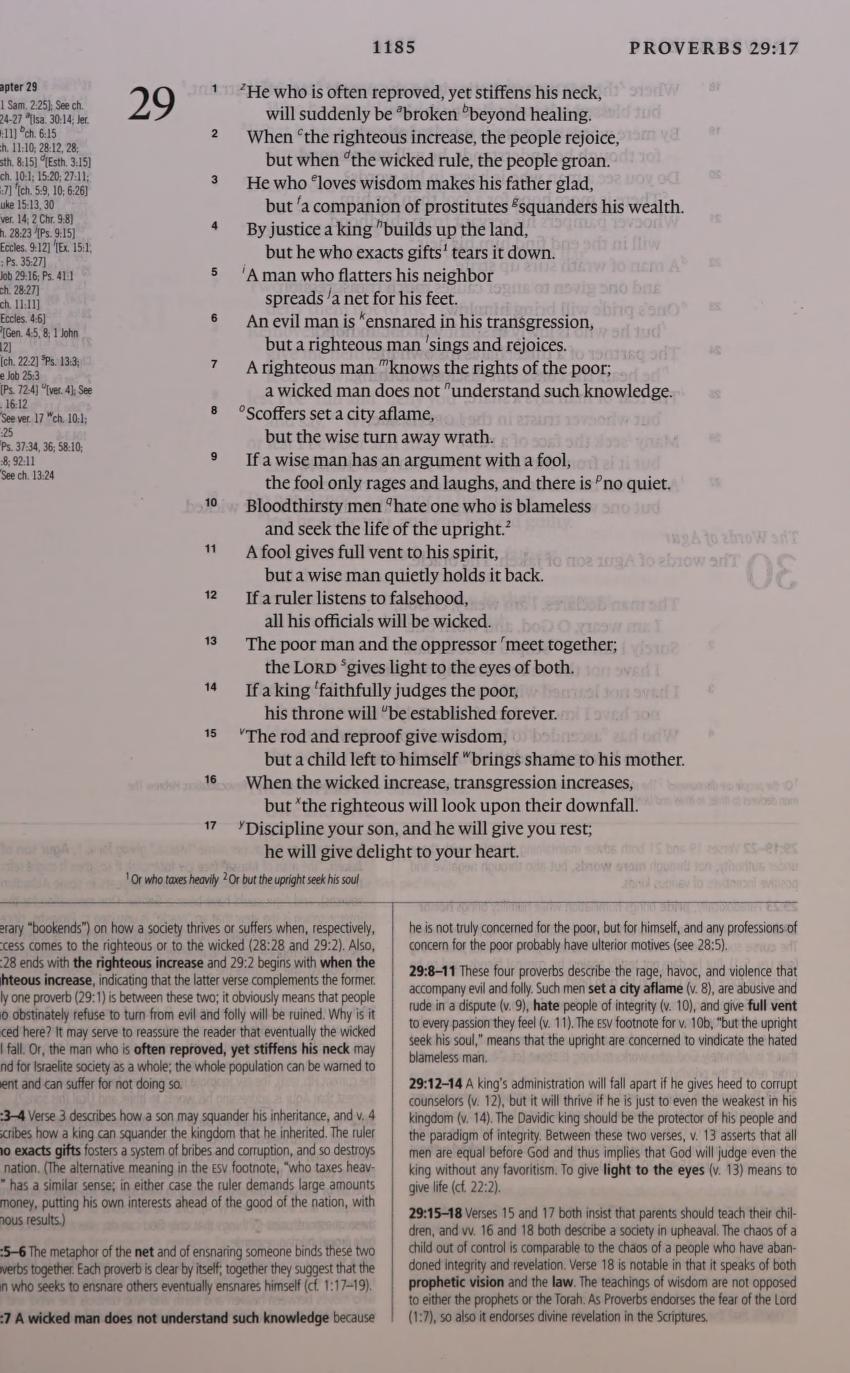 1185
PROVERBS 29:17
apter 29
1 Sam. 2:25]; See ch.
24-27 a[Isa. 30:14; Jer.
:11] bch. 6:15
h. 11:10; 28:12, 28;
sth. 8:15] d[Esth. 3:15]
ch. 10:1; 15:20; 27:11;
:7] f[ch. 5:9, 10; 6:26]
uke 15:13, 30
ver. 14; 2 Chr. 9:8]
h. 28:23 j[Ps. 9:15]
Eccles. 9:12] l[Ex. 15:1;
; Ps. 35:27]
Job 29:16; Ps. 41:1
ch. 28:27]
ch. 11:11]
Eccles. 4:6]
[Gen. 4:5, 8; 1 John
12]
[ch. 22:2] sPs. 13:3;
e Job 25:3
[Ps. 72:4] u[ver. 4]; See
. 16:12
See ver. 17 wch. 10:1;
:25
Ps. 37:34, 36; 58:10;
:8; 92:11
See ch. 13:24
29
1 zHe who is often reproved, yet stiffens his neck,
will suddenly be abroken bbeyond healing.
2 When cthe righteous increase, the people rejoice,
but when dthe wicked rule, the people groan.
3 He who eloves wisdom makes his father glad,
but fa companion of prostitutes gsquanders his wealth.
4 By justice a king hbuilds up the land,
but he who exacts gifts1 tears it down.
5 iA man who flatters his neighbor
spreads ja net for his feet.
6 An evil man is kensnared in his transgression,
but a righteous man lsings and rejoices.
7 A righteous man mknows the rights of the poor;
a wicked man does not nunderstand such knowledge.
8 oScoffers set a city aflame,
but the wise turn away wrath.
9 If a wise man has an argument with a fool,
the fool only rages and laughs, and there is pno quiet.
10 Bloodthirsty men qhate one who is blameless
and seek the life of the upright.2
11 A fool gives full vent to his spirit,
but a wise man quietly holds it back.
12 If a ruler listens to falsehood,
all his officials will be wicked.
13 The poor man and the oppressor rmeet together;
the LORD sgives light to the eyes of both.
14 If a king tfaithfully judges the poor,
his throne will ube established forever.
15 vThe rod and reproof give wisdom,
but a child left to himself wbrings shame to his mother.
16 When the wicked increase, transgression increases,
but xthe righteous will look upon their downfall.
17 yDiscipline your son, and he will give you rest;
he will give delight to your heart.
1 Or who taxes heavily 2 Or but the upright seek his soul
erary “bookends”) on how a society thrives or suffers when, respectively,
ccess comes to the righteous or to the wicked (28:28 and 29:2). Also,
:28 ends with the righteous increase and 29:2 begins with when the
hteous increase, indicating that the latter verse complements the former.
ly one proverb (29:1) is between these two; it obviously means that people
o obstinately refuse to turn from evil and folly will be ruined. Why is it
ced here? It may serve to reassure the reader that eventually the wicked
l fall. Or, the man who is often reproved, yet stiffens his neck may
nd for Israelite society as a whole; the whole population can be warned to
ent and can suffer for not doing so.
:3–4 Verse 3 describes how a son may squander his inheritance, and v. 4
scribes how a king can squander the kingdom that he inherited. The ruler
o exacts gifts fosters a system of bribes and corruption, and so destroys
nation. (The alternative meaning in the ESV footnote, “who taxes heav-
” has a similar sense; in either case the ruler demands large amounts
money, putting his own interests ahead of the good of the nation, with
nous results.)
:5–6 The metaphor of the net and of ensnaring someone binds these two
verbs together. Each proverb is clear by itself; together they suggest that the
n who seeks to ensnare others eventually ensnares himself (cf. 1:17–19).
:7 A wicked man does not understand such knowledge because
he is not truly concerned for the poor, but for himself, and any professions of
concern for the poor probably have ulterior motives (see 28:5).
29:8–11 These four proverbs describe the rage, havoc, and violence that
accompany evil and folly. Such men set a city aflame (v. 8), are abusive and
rude in a dispute (v. 9), hate people of integrity (v. 10), and give full vent
to every passion they feel (v. 11). The ESV footnote for v. 10b, “but the upright
seek his soul,” means that the upright are concerned to vindicate the hated
blameless man.
29:12–14 A king's administration will fall apart if he gives heed to corrupt
counselors (v. 12), but it will thrive if he is just to even the weakest in his
kingdom (v. 14). The Davidic king should be the protector of his people and
the paradigm of integrity. Between these two verses, v. 13 asserts that all
men are equal before God and thus implies that God will judge even the
king without any favoritism. To give light to the eyes (v. 13) means to
give life (cf. 22:2).
29:15–18 Verses 15 and 17 both insist that parents should teach their chil-
dren, and vv. 16 and 18 both describe a society in upheaval. The chaos of a
child out of control is comparable to the chaos of a people who have aban-
doned integrity and revelation. Verse 18 is notable in that it speaks of both
prophetic vision and the law. The teachings of wisdom are not opposed
to either the prophets or the Torah. As Proverbs endorses the fear of the Lord
(1:7), so also it endorses divine revelation in the Scriptures.